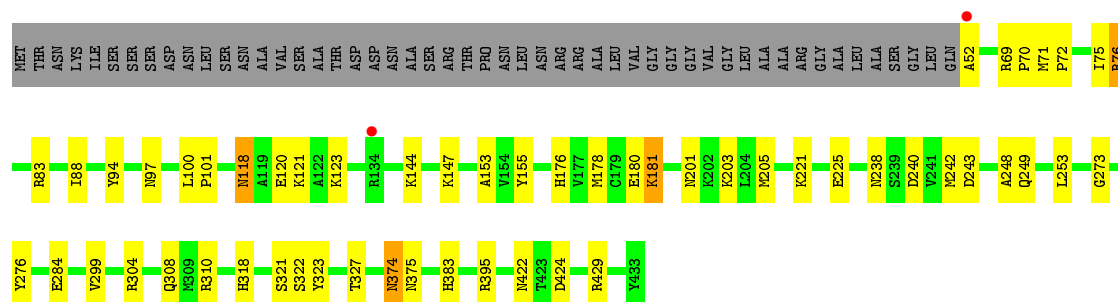 MET THR ASN LYS ILE SER SER SER ASP ASN LEU SER ASN ALA VAL SER ALA THR ASP ASP ASN ALA SER ARG THR PRO ASN LEU ASN ARG ARG ALA LEU VAL GLY GLY GLY VAL GLY LEU ALA ALA ARG GLY ALA LEU ALA SER GLY LEU GLN A52 R69 P70 M71 P72 I75 R76
R83 I88 Y94 N97 L100 P101 N118 A119 E120 K121 A122 K123 R134 K144 K147 A153 V154 Y155 H176 V177 M178 C179 E180 K181 N201 K202 K203 L204 M205 K221 E225 N238 S239 D240 V241 M242 D243 A248 Q249 L253 G273
Y276 E284 V299 R304 Q308 M309 R310 H318 S321 S322 Y323 T327 N374 N375 H383 R395 N422 T423 D424 R429 Y433